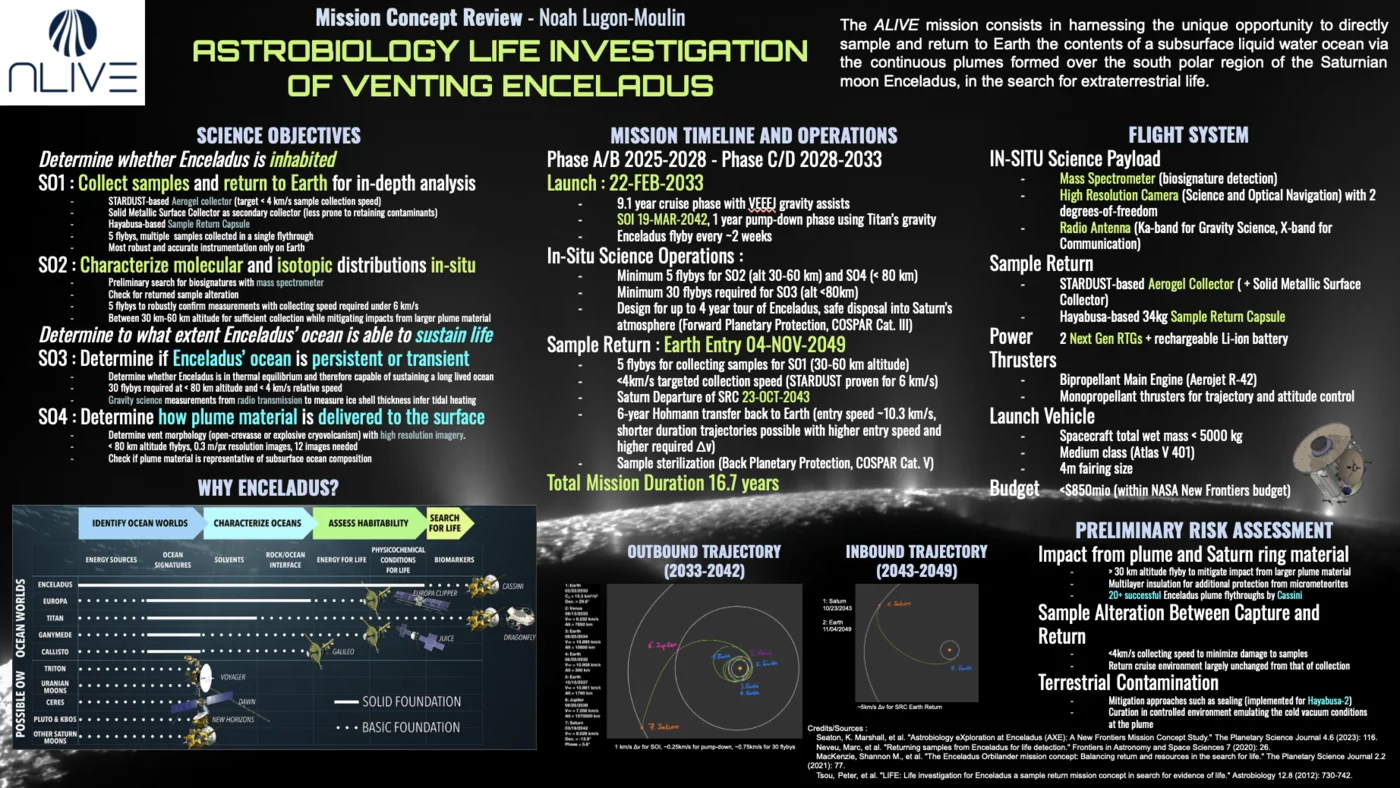 ALIVE
Mission Concept Review - Noah Lugon-Moulin
ASTROBIOLOGY LIFE INVESTIGATION
OF VENTING ENCELADUS
The ALIVE mission consists in harnessing the unique opportunity to directly
sample and return to Earth the contents of a subsurface liquid water ocean via
the continuous plumes formed over the south polar region of the Saturnian
moon Enceladus, in the search for extraterrestrial life.
SCIENCE OBJECTIVES
Determine whether Enceladus is inhabited
SO1 : Collect samples and return to Earth for in-depth analysis
- STARDUST-based Aerogel collector (target < 4 km/s sample collection speed)
- Solid Metallic Surface Collector as secondary collector (less prone to retaining contaminants)
- Hayabusa-based Sample Return Capsule
- 5 flybys, multiple samples collected in a single flythrough
- Most robust and accurate instrumentation only on Earth
SO2 : Characterize molecular and isotopic distributions in-situ
- Preliminary search for biosignatures with mass spectrometer
- Check for returned sample alteration
- 5 flybys to robustly confirm measurements with collecting speed required under 6 km/s
- Between 30 km-60 km altitude for sufficient collection while mitigating impacts from larger plume material
Determine to what extent Enceladus' ocean is able to sustain life
SO3 : Determine if Enceladus' ocean is persistent or transient
- Determine whether Enceladus is in thermal equilibrium and therefore capable of sustaining a long lived ocean
- 30 flybys required at < 80 km altitude and < 4 km/s relative speed
- Gravity science measurements from radio transmission to measure ice shell thickness infer tidal heating
SO4 : Determine how plume material is delivered to the surface
- Determine vent morphology (open-crevasse or explosive cryovolcanism) with high resolution imagery.
- < 80 km altitude flybys, 0.3 m/px resolution images, 12 images needed
- Check if plume material is representative of subsurface ocean composition
WHY ENCELADUS?
IDENTIFY OCEAN WORLDS
CHARACTERIZE OCEANS
ASSESS HABITABILITY
SEARCH
FOR LIFE
ENERGY SOURCES
OCEAN
SIGNATURES
SOLVENTS
ROCK/OCEAN
INTERFACE
ENERGY FOR LIFE
PHYSICOCHEMICAL
CONDITIONS
FOR LIFE
BIOMARKERS
OCEAN WORLDS
ENCELADUS
CASSINI
EUROPA
EUROPA CLIPPER
TITAN
DRAGONFLY
GANYMEDE
JUICE
CALLISTO
GALILEO
POSSIBLE OW
TRITON
VOYAGER
URANIAN
MOONS
CERES
DAWN
SOLID FOUNDATION
PLUTO & KBOS
NEW HORIZONS
BASIC FOUNDATION
OTHER SATURN
MOONS
MISSION TIMELINE AND OPERATIONS
Phase A/B 2025-2028 - Phase C/D 2028-2033
Launch : 22-FEB-2033
- 9.1 year cruise phase with VEEEJ gravity assists
- SOI 19-MAR-2042, 1 year pump-down phase using Titan's gravity
- Enceladus flyby every ~2 weeks
In-Situ Science Operations :
- Minimum 5 flybys for SO2 (alt 30-60 km) and SO4 (< 80 km)
- Minimum 30 flybys required for SO3 (alt <80km)
- Design for up to 4 year tour of Enceladus, safe disposal into Saturn's
atmosphere (Forward Planetary Protection, COSPAR Cat. III)
Sample Return : Earth Entry 04-NOV-2049
- 5 flybys for collecting samples for SO1 (30-60 km altitude)
- <4km/s targeted collection speed (STARDUST proven for 6 km/s)
- Saturn Departure of SRC 23-OCT-2043
- 6-year Hohmann transfer back to Earth (entry speed ~10.3 km/s,
shorter duration trajectories possible with higher entry speed and
higher required Δv)
- Sample sterilization (Back Planetary Protection, COSPAR Cat. V)
Total Mission Duration 16.7 years
OUTBOUND TRAJECTORY
(2033-2042)
6. Jupiter
7. Saturn
1 km/s Δv for SOI, ~0.25km/s for pump-down, ~0.75km/s for 30 flybys
INBOUND TRAJECTORY
(2043-2049)
1: Saturn
10/23/2043
2: Earth
11/04/2049
1. Saturn
2. Earth
~5km/s Δv for SRC Earth Return
FLIGHT SYSTEM
IN-SITU Science Payload
- Mass Spectrometer (biosignature detection)
- High Resolution Camera (Science and Optical Navigation) with 2
degrees-of-freedom
- Radio Antenna (Ka-band for Gravity Science, X-band for
Communication)
Sample Return
- STARDUST-based Aerogel Collector ( + Solid Metallic Surface
Collector)
- Hayabusa-based 34kg Sample Return Capsule
Power 2 Next Gen RTGs + rechargeable Li-ion battery
Thrusters
- Bipropellant Main Engine (Aerojet R-42)
- Monopropellant thrusters for trajectory and attitude control
Launch Vehicle
- Spacecraft total wet mass < 5000 kg
- Medium class (Atlas V 401)
- 4m fairing size
Budget <$850mio (within NASA New Frontiers budget)
PRELIMINARY RISK ASSESSMENT
Impact from plume and Saturn ring material
- > 30 km altitude flyby to mitigate impact from larger plume material
- Multilayer insulation for additional protection from micrometeorites
- 20+ successful Enceladus plume flythroughs by Cassini
Sample Alteration Between Capture and
Return
- <4km/s collecting speed to minimize damage to samples
- Return cruise environment largely unchanged from that of collection
Terrestrial Contamination
- Mitigation approaches such as sealing (implemented for Hayabusa-2)
- Curation in controlled environment emulating the cold vacuum conditions
at the plume
Credits/Sources :
Seaton, K. Marshall, et al. "Astrobiology eXploration at Enceladus (AXE): A New Frontiers Mission Concept Study." The Planetary Science Journal 4.6 (2023): 116.
Neveu, Marc, et al. "Returning samples from Enceladus for life detection." Frontiers in Astronomy and Space Sciences 7 (2020): 26.
MacKenzie, Shannon M., et al. "The Enceladus Orbilander mission concept: Balancing return and resources in the search for life." The Planetary Science Journal 2.2
(2021): 77.
Tsou, Peter, et al. "LIFE: Life investigation for Enceladus a sample return mission concept in search for evidence of life." Astrobiology 12.8 (2012): 730-742.